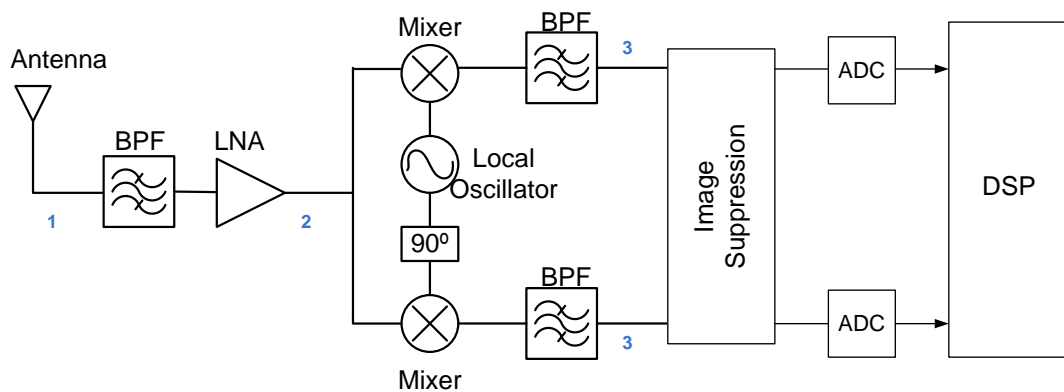 Antenna
1
BPF
LNA
2
Mixer
Local
Oscillator
90º
Mixer
BPF
3
BPF
3
Image
Suppression
ADC
ADC
DSP